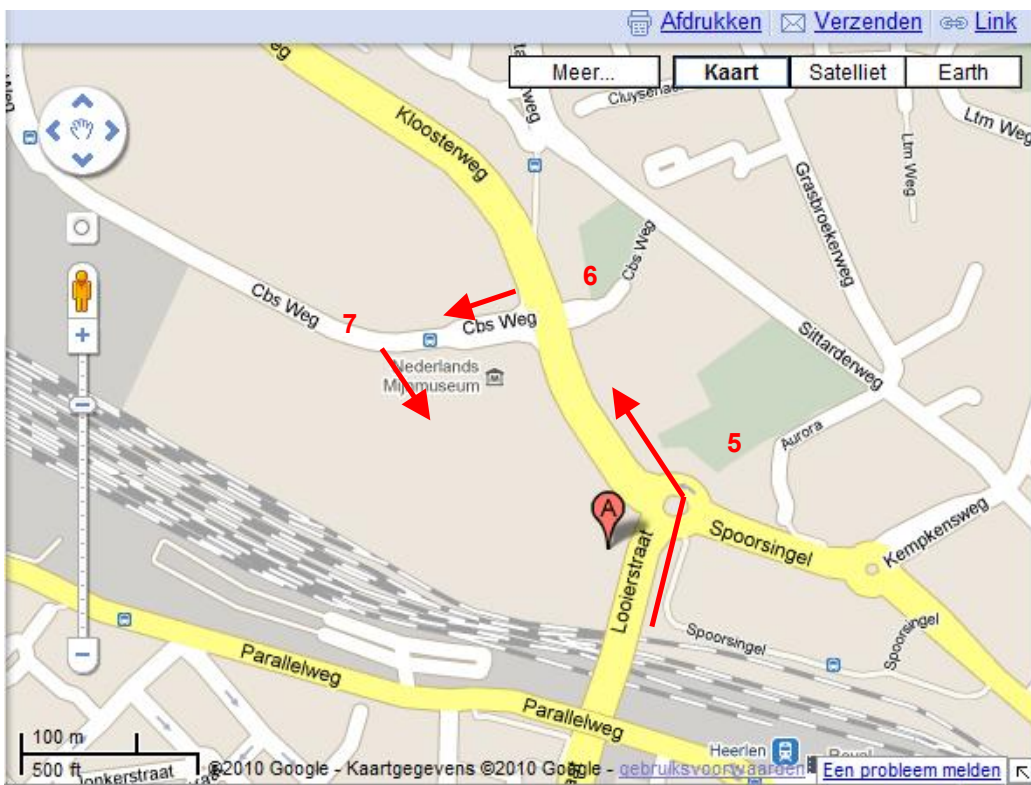 Afdrukken Verzenden Link
Meer... Kaart Satelliet Earth
eg
weg
Ltm Weg
Kloosterweg
Ltm Weg
Grasbroekerweg
Cbs Weg
6
Cbs Weg
7
Cbs Weg
Sittarderweg
Nederlands
Mijnmuseum
M
5
Aurora
A
Spoorsingel
Kempkensweg
Looierstraat
Spoorsingel
Spoorsingel
Parallelweg
Parallelweg
Heerlen
100 m
500 ft
©2010 Google - Kaartgegevens ©2010 Google - gebruiksvoorwaarden
Een probleem melden